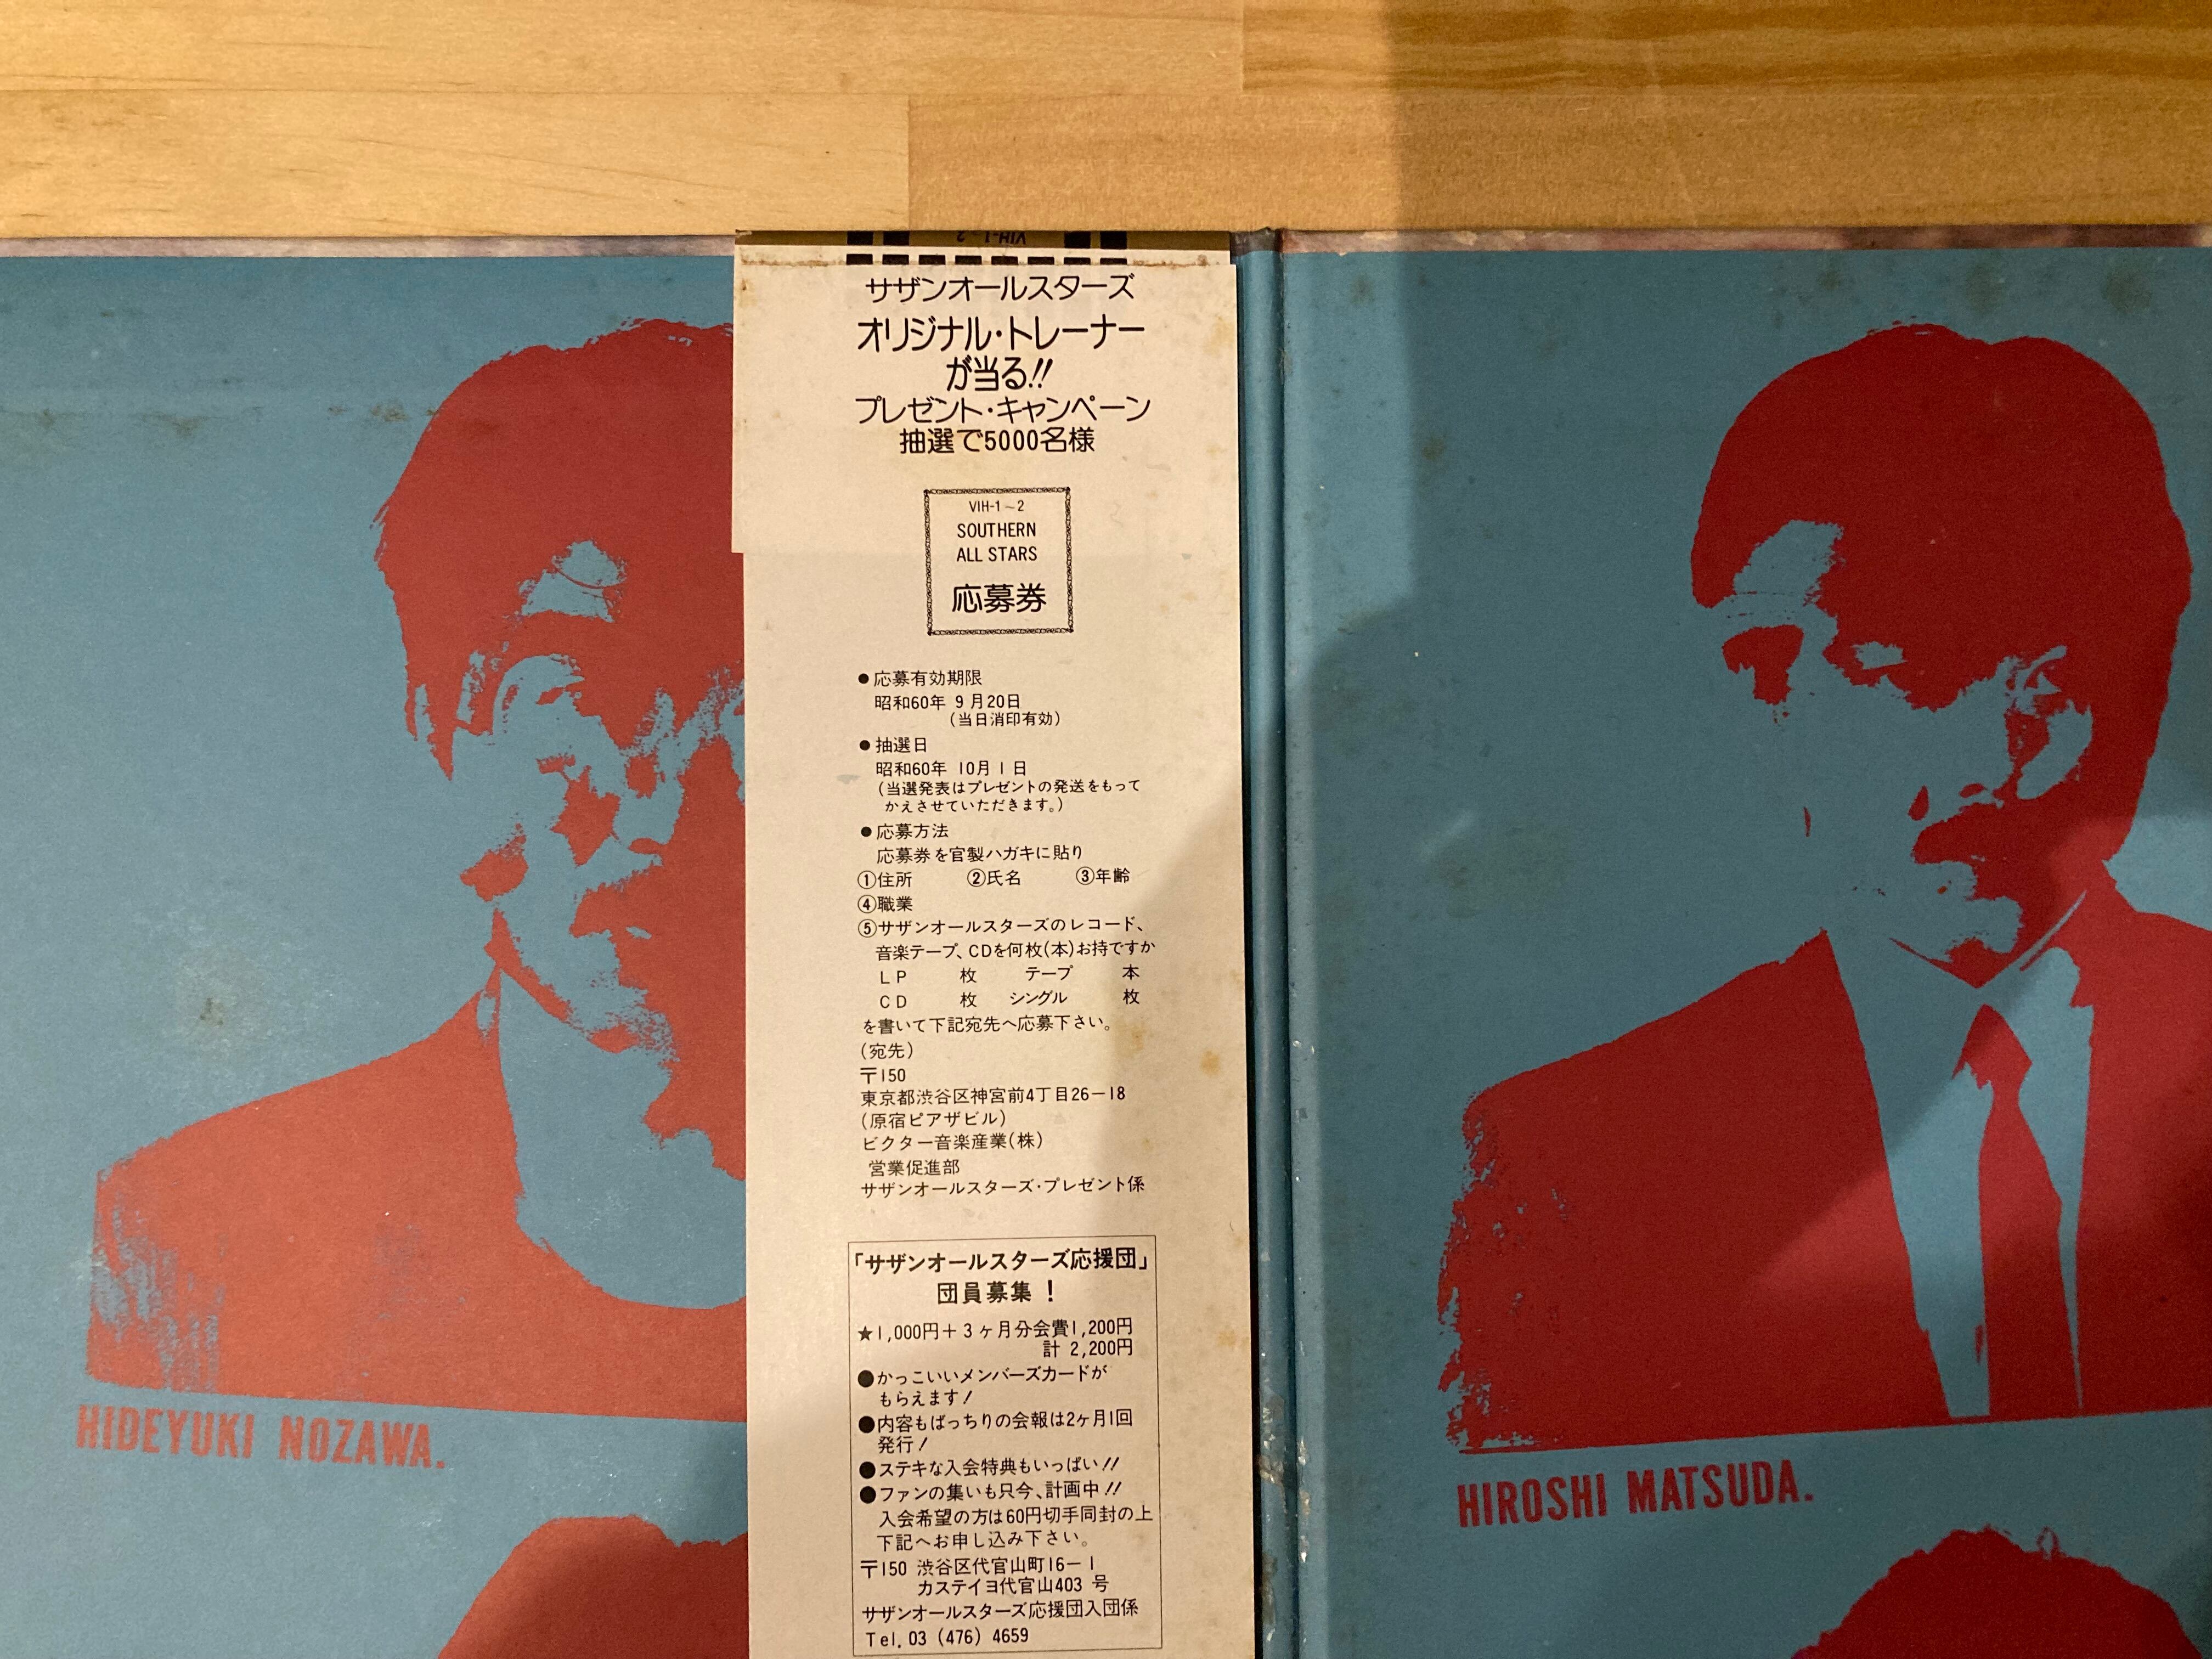 VIH-1~2
サザンオールスターズ
オリジナル・トレーナー
が当る!!
プレゼント・キャンペーン
抽選で5000名様
VIH-1~2
SOUTHERN
ALL STARS
応募券
●応募有効期限
昭和60年 9月20日
(当日消印有効)
●抽選日
昭和60年 10月1日
(当選発表はプレゼントの発送をもって
かえさせていただきます。)
●応募方法
応募券を官製ハガキに貼り
①住所 ②氏名 ③年齢
④職業
⑤サザンオールスターズのレコード、
音楽テープ、CDを何枚(本)お持ですか
LP 枚 テープ 本
CD 枚 シングル 枚
を書いて下記宛先へ応募下さい。
(宛先)
〒150
東京都渋谷区神宮前4丁目26-18
(原宿ピアザビル)
ビクター音楽産業(株)
営業促進部
サザンオールスターズ・プレゼント係
「サザンオールスターズ応援団」
団員募集!
★1,000円+3ヶ月分会費1,200円
計 2,200円
●かっこいいメンバーズカードが
もらえます!
●内容もばっちりの会報は2ヶ月1回
発行!
●ステキな入会特典もいっぱい!!
●ファンの集いも只今、計画中!!
入会希望の方は60円切手同封の上
下記へお申し込み下さい。
〒150 渋谷区代官山町16-1
カステイヨ代官山403号
サザンオールスターズ応援団入団係
Tel.03(476)4659
HIDEYUKI NOZAWA.
HIROSHI MATSUDA.